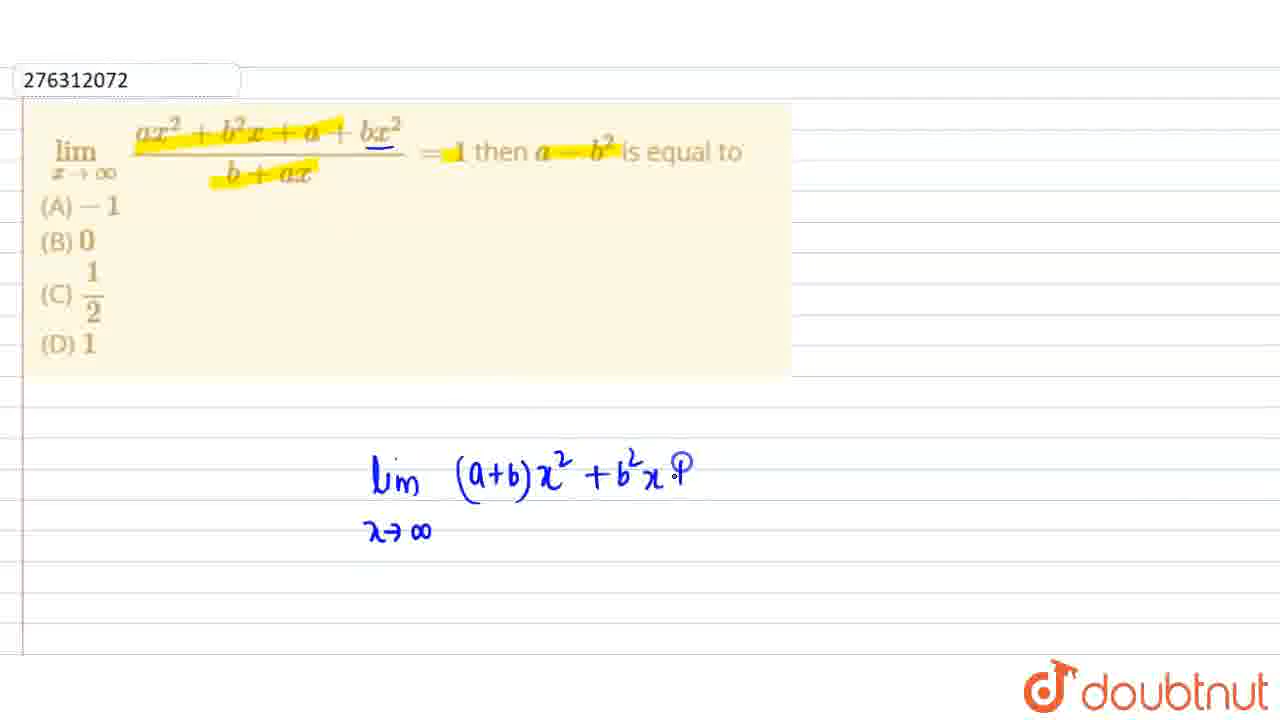 276312072
lim x→∞ (ax² + b²x + a + bx²)/(b + ax) = 1 then a − b² is equal to
(A) − 1
(B) 0
(C) 1/2
(D) 1
lim x→∞ (a+b)x² + b²x
doubtnut